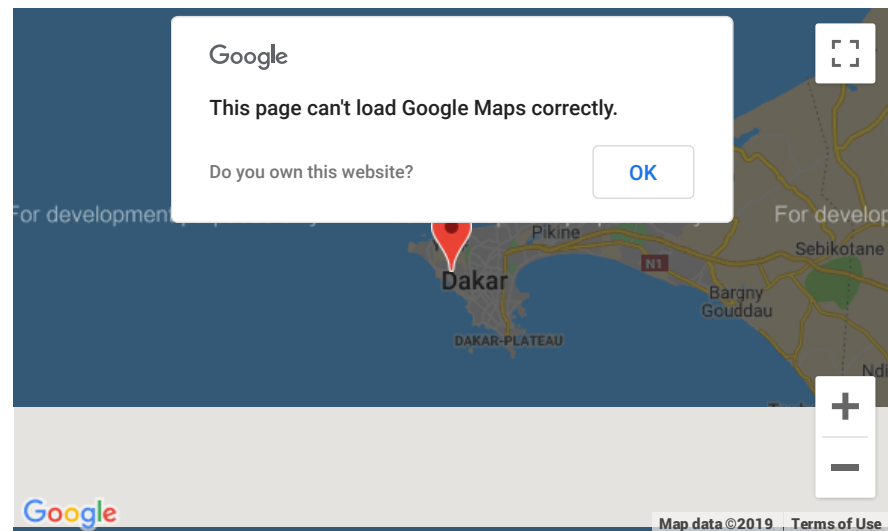 Google
This page can't load Google Maps correctly.
Do you own this website?
OK
For development
For develop
Pikine
Sebikotane
N1
Dakar
Bargny
Gouddau
DAKAR-PLATEAU
Ndi
Google
Map data ©2019
Terms of Use